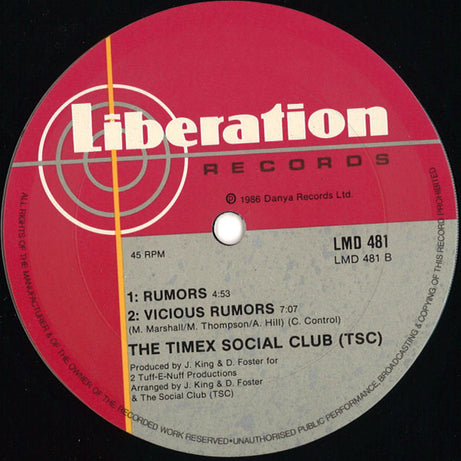 Liberation
RECORDS
℗ 1986 Danya Records Ltd.
45 RPM
LMD 481
LMD 481 B
1: RUMORS 4:53
2: VICIOUS RUMORS 7:07
(M. Marshall/M. Thompson/A. Hill) (C. Control)
THE TIMEX SOCIAL CLUB (TSC)
Produced by J. King & D. Foster for
2 Tuff-E-Nuff Productions
Arranged by J. King & D. Foster
& The Social Club (TSC)
ALL RIGHTS OF THE MANUFACTURER & OF THE OWNER OF THE RECORDED WORK RESERVED•UNAUTHORISED PUBLIC PERFORMANCE, BROADCASTING & COPYING OF THIS RECORD PROHIBITED